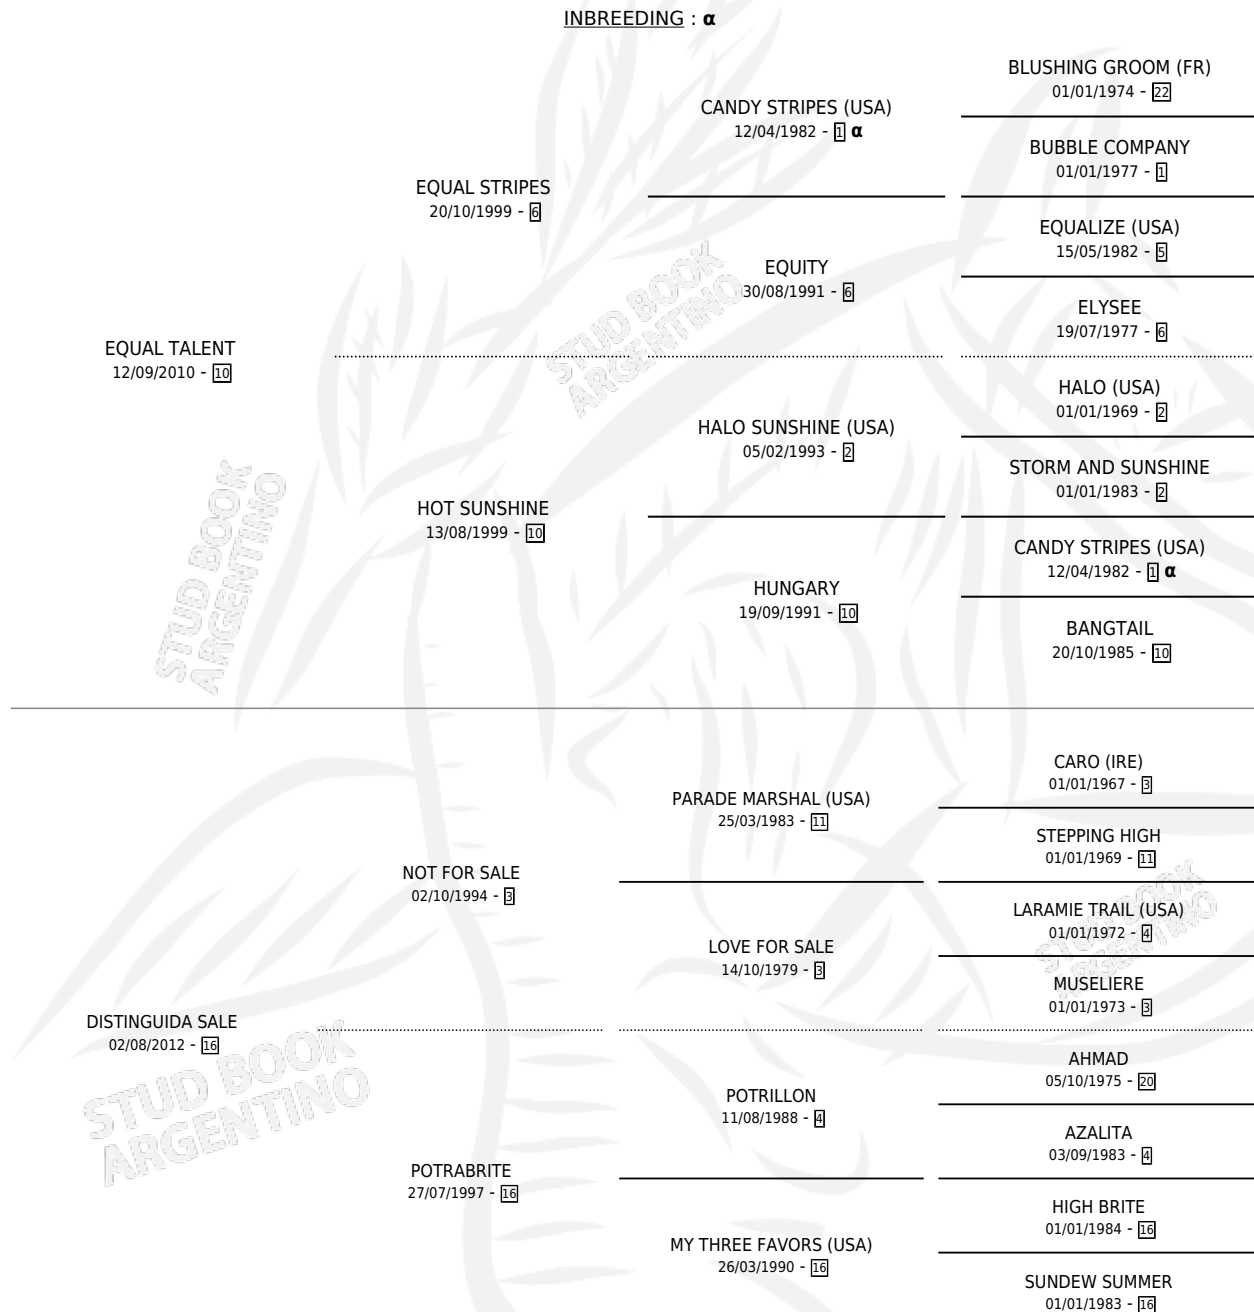 INBREEDING : α
BLUSHING GROOM (FR)
01/01/1974 - 22
CANDY STRIPES (USA)
12/04/1982 - 1 α
BUBBLE COMPANY
01/01/1977 - 1
EQUAL STRIPES
20/10/1999 - 6
EQUALIZE (USA)
15/05/1982 - 5
EQUITY
30/08/1991 - 6
ELYSEE
19/07/1977 - 6
EQUAL TALENT
12/09/2010 - 10
HALO (USA)
01/01/1969 - 2
HALO SUNSHINE (USA)
05/02/1993 - 2
STORM AND SUNSHINE
01/01/1983 - 2
HOT SUNSHINE
13/08/1999 - 10
CANDY STRIPES (USA)
12/04/1982 - 1 α
HUNGARY
19/09/1991 - 10
BANGTAIL
20/10/1985 - 10
CARO (IRE)
01/01/1967 - 3
PARADE MARSHAL (USA)
25/03/1983 - 11
STEPPING HIGH
01/01/1969 - 11
NOT FOR SALE
02/10/1994 - 3
LARAMIE TRAIL (USA)
01/01/1972 - 4
LOVE FOR SALE
14/10/1979 - 3
MUSELIERE
01/01/1973 - 3
DISTINGUIDA SALE
02/08/2012 - 16
AHMAD
05/10/1975 - 20
POTRILLON
11/08/1988 - 4
AZALITA
03/09/1983 - 4
POTRABRITE
27/07/1997 - 16
HIGH BRITE
01/01/1984 - 16
MY THREE FAVORS (USA)
26/03/1990 - 16
SUNDEW SUMMER
01/01/1983 - 16
STUD BOOK
ARGENTINO
STUD BOOK
ARGENTINO
STUD BOOK
ARGENTINO
STUD BOOK
ARGENTINO